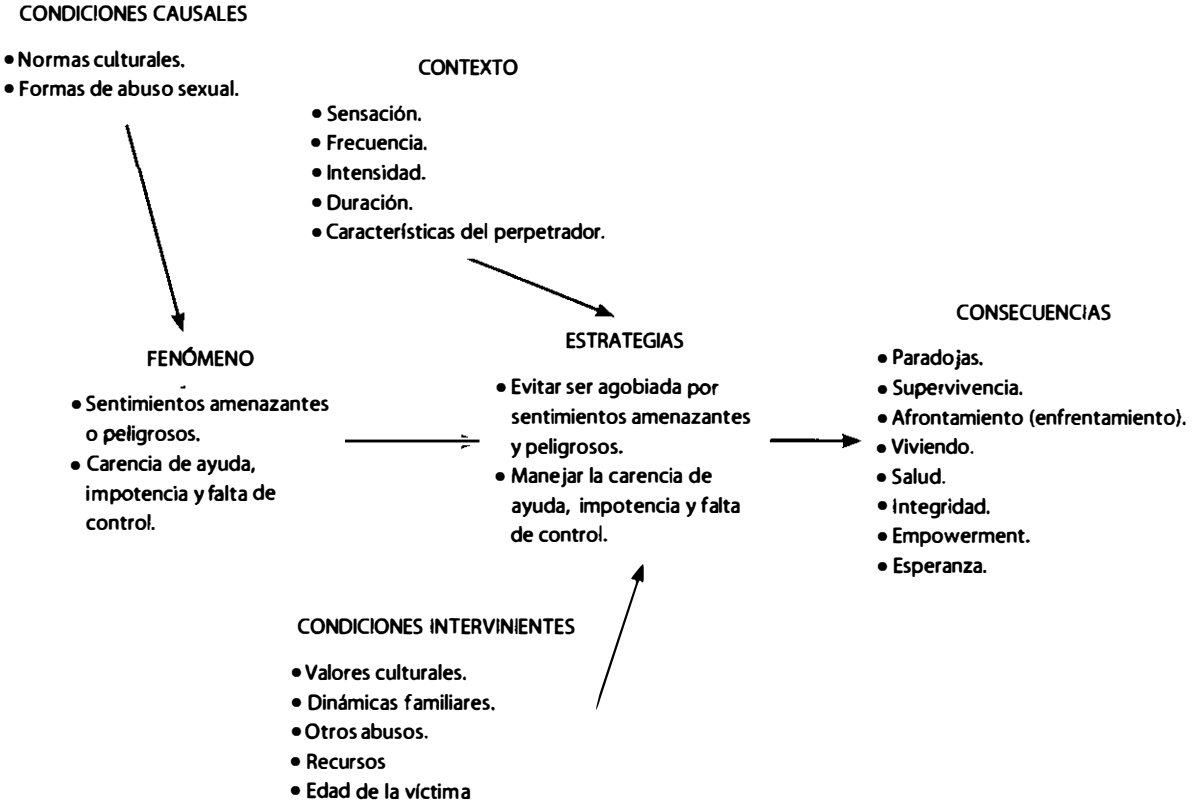 CONDICIONES CAUSALES
• Normas culturales.
• Formas de abuso sexual.
CONTEXTO
• Sensación.
• Frecuencia.
• Intensidad.
• Duración.
• Características del perpetrador.
FENÓMENO
• Sentimientos amenazantes
o peligrosos.
• Carencia de ayuda,
impotencia y falta de
control.
ESTRATEGIAS
• Evitar ser agobiada por
sentimientos amenazantes
y peligrosos.
• Manejar la carencia de
ayuda, impotencia y falta
de control.
CONSECUENCIAS
• Paradojas.
• Supervivencia.
• Afrontamiento (enfrentamiento).
• Viviendo.
• Salud.
• Integridad.
• Empowerment.
• Esperanza.
CONDICIONES INTERVINIENTES
• Valores culturales.
• Dinámicas familiares.
• Otros abusos.
• Recursos
• Edad de la víctima